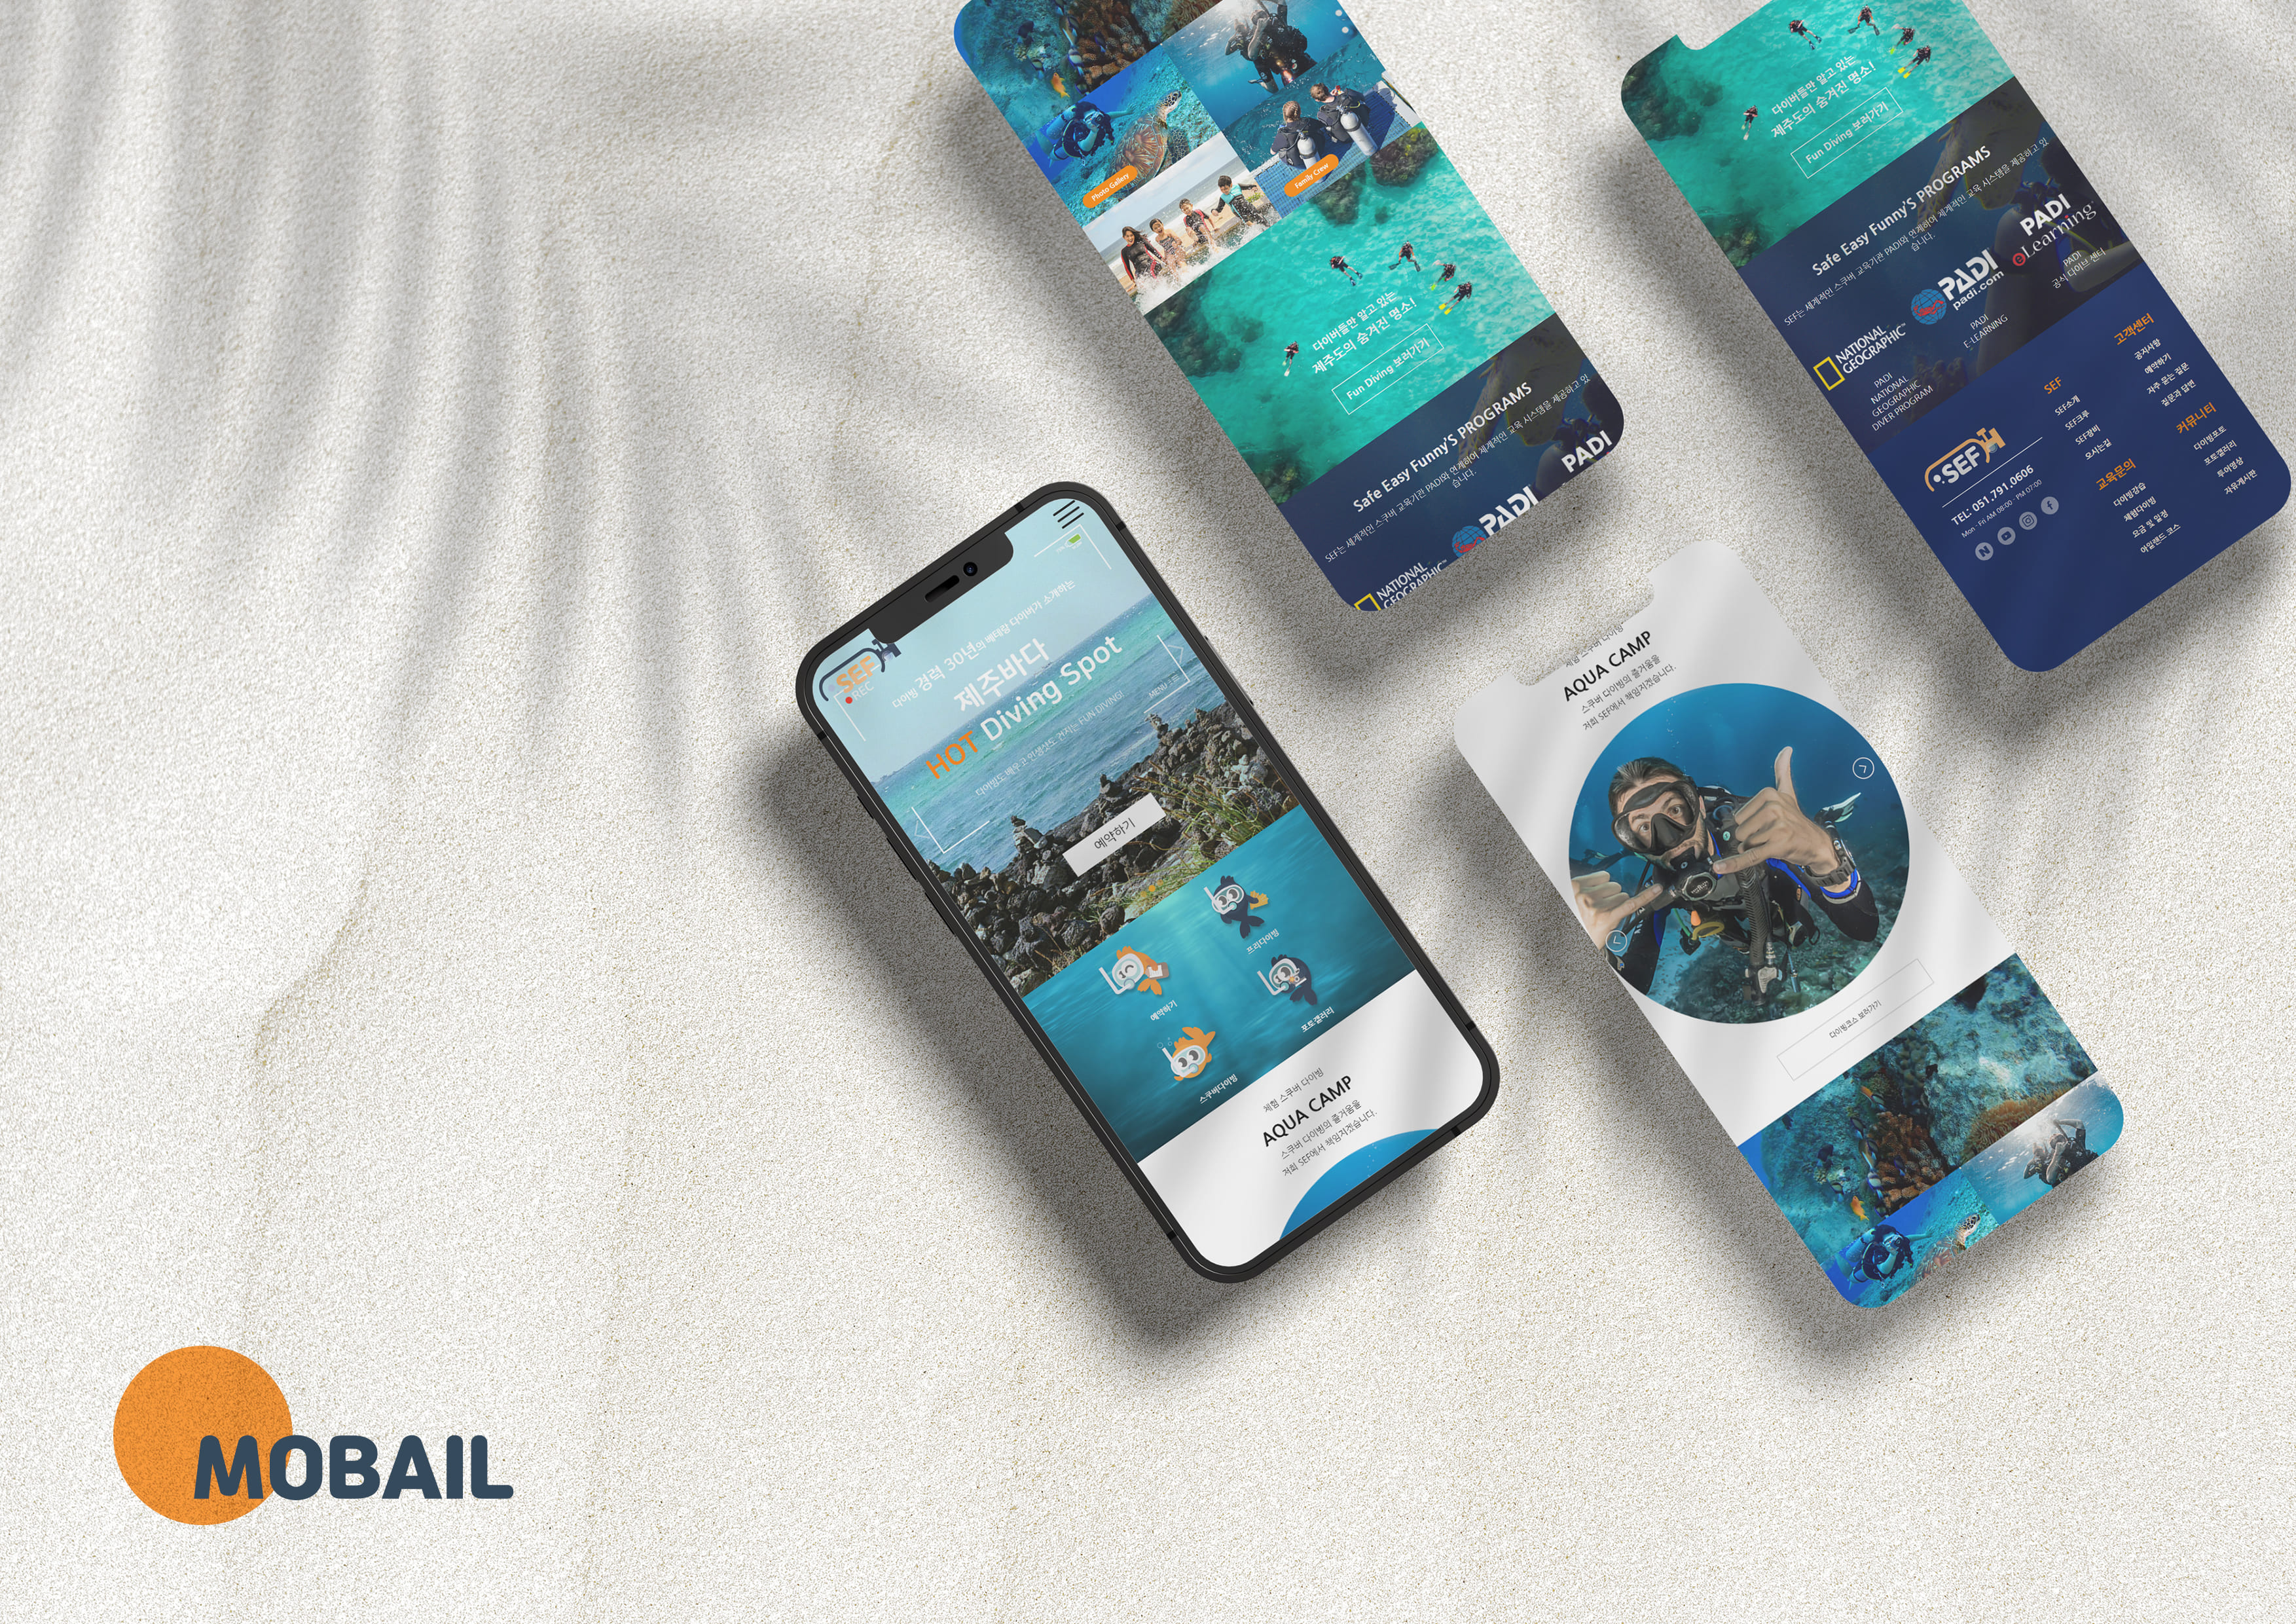 MOBAIL
SEF
REC
다이빙 경력 30년의 베테랑 다이버가 소개하는
제주바다
HOT Diving Spot
다이빙도 배우고 인생샷도 건지는 FUN DIVING!
MENU
예약하기
예약하기
프리다이빙
스쿠버다이빙
포토갤러리
체험 스쿠버 다이빙
AQUA CAMP
스쿠버 다이빙의 즐거움을
저희 SEF에서 책임지겠습니다.
Photo Gallery
Family Crew
다이버들만 알고 있는
제주도의 숨겨진 명소!
Fun Diving 보러가기
Safe Easy Funny'S PROGRAMS
SEF는 세계적인 스쿠버 교육기관 PADI와 연계하여 체계적인 교육 시스템을 제공하고 있
습니다.
NATIONAL
GEOGRAPHIC™
PADI
PADI
체험 스쿠버 다이빙
AQUA CAMP
스쿠버 다이빙의 즐거움을
저희 SEF에서 책임지겠습니다.
다이빙코스 보러가기
다이버들만 알고 있는
제주도의 숨겨진 명소!
Fun Diving 보러가기
Safe Easy Funny'S PROGRAMS
SEF는 세계적인 스쿠버 교육기관 PADI와 연계하여 체계적인 교육 시스템을 제공하고 있
습니다.
NATIONAL
GEOGRAPHIC™
PADI
NATIONAL
GEOGRAPHIC
DIVER PROGRAM
PADI
padi.com
PADI
E-LEARNING
PADI
eLearning
PADI
공식 다이브 센터
SEF
TEL: 051.791.0606
Mon - Fri AM 08:00 - PM 07:00
SEF
SEF소개
SEF크루
SEF장비
오시는길
교육문의
다이빙강습
체험다이빙
요금 및 일정
아일랜드 코스
고객센터
공지사항
예약하기
자주 묻는 질문
질문과 답변
커뮤니티
다이빙포토
포토갤러리
투어영상
자유게시판